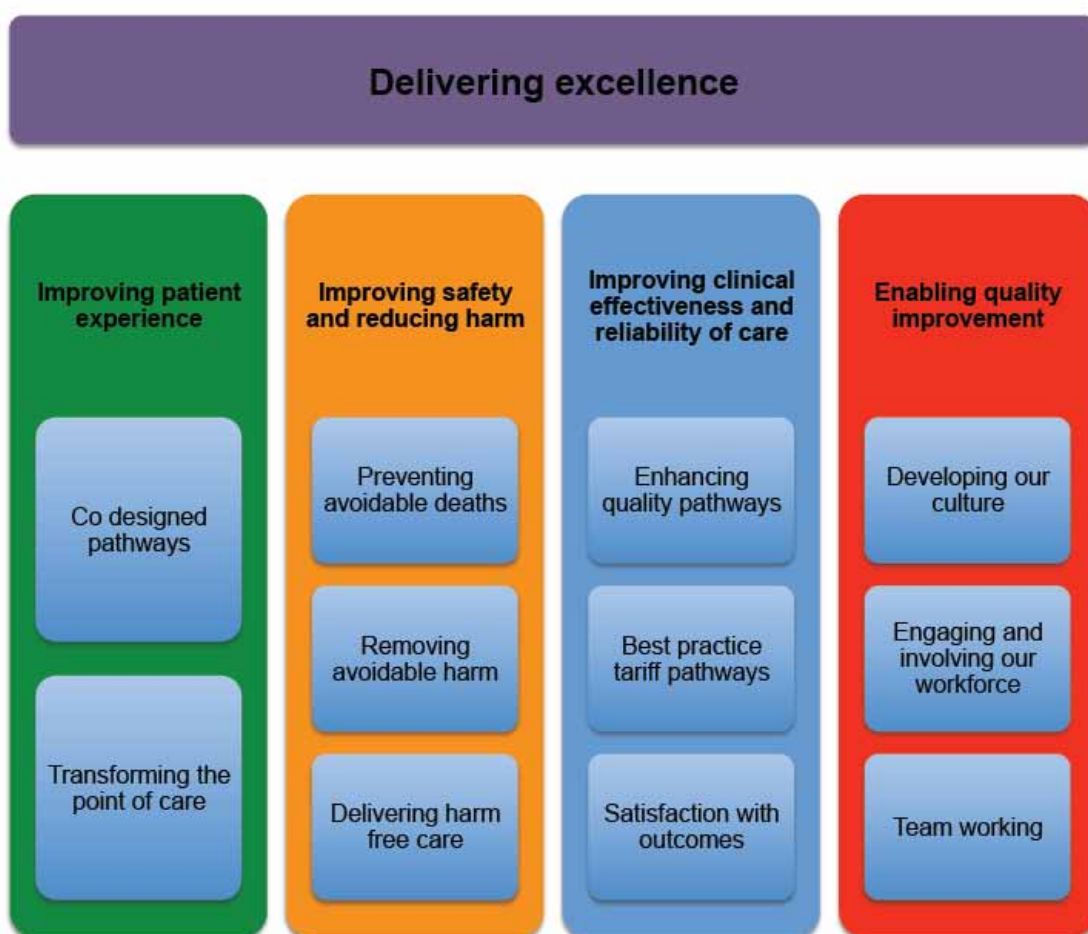 Delivering excellence
Improving patient
experience
Co designed
pathways
Transforming the
point of care
Improving safety
and reducing harm
Preventing
avoidable deaths
Removing
avoidable harm
Delivering harm
free care
Improving clinical
effectiveness and
reliability of care
Enhancing
quality pathways
Best practice
tariff pathways
Satisfaction with
outcomes
Enabling quality
improvement
Developing our
culture
Engaging and
involving our
workforce
Team working